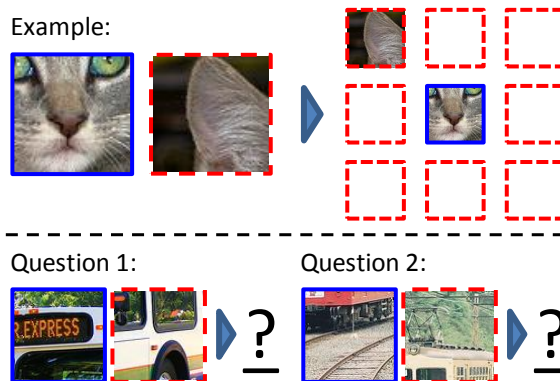 Example:
Question 1:
Question 2:
R.EXPRESS
?
?